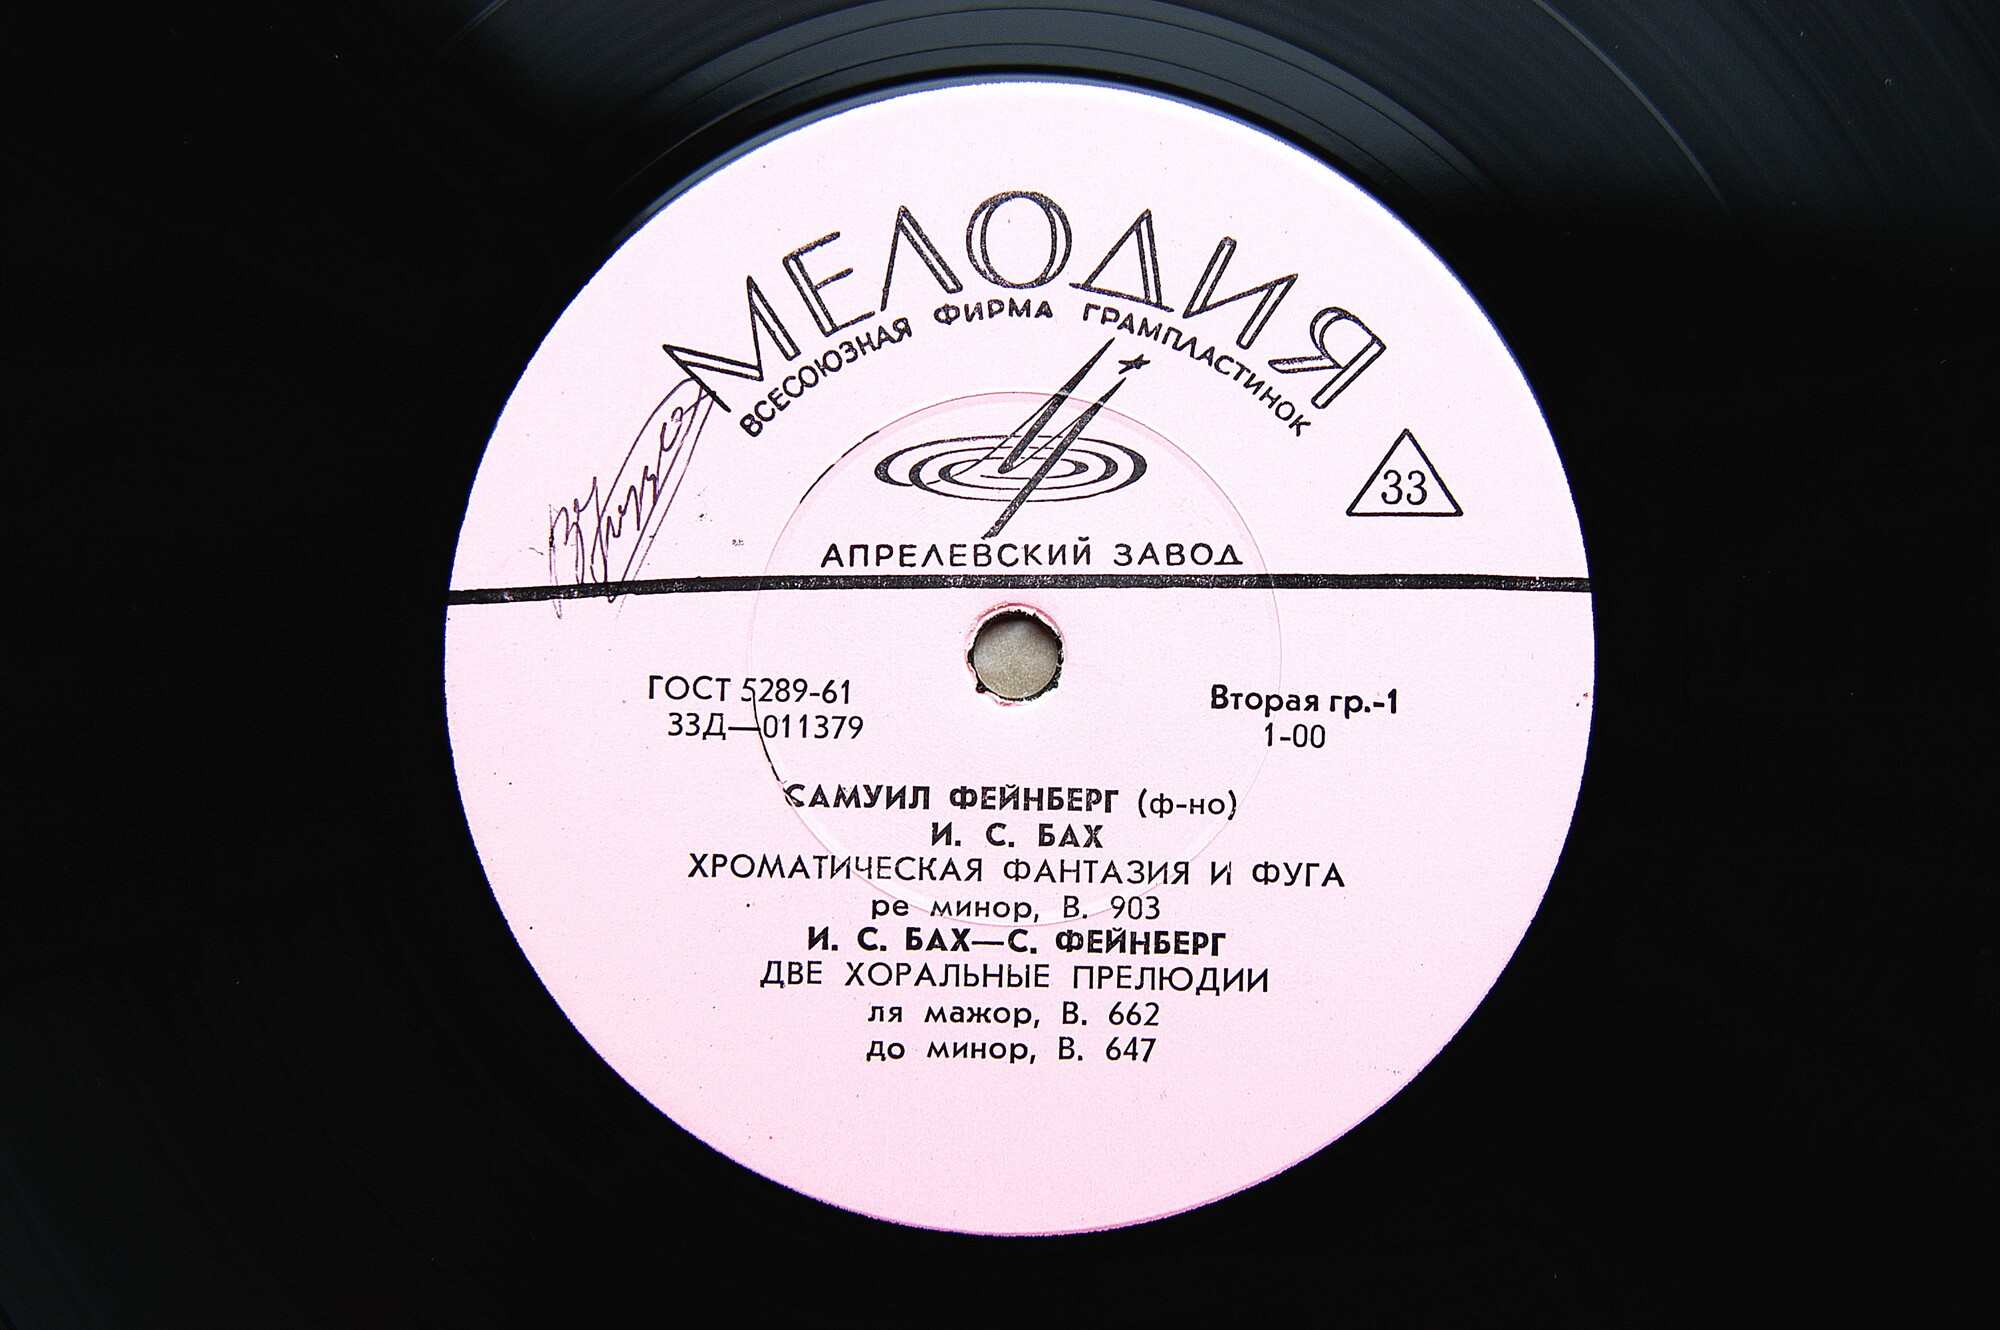 МЕЛОДИЯ
ВСЕСОЮЗНАЯ ФИРМА ГРАМПЛАСТИНОК
33
АПРЕЛЕВСКИЙ ЗАВОД
ГОСТ 5289-61
33Д—011379
Вторая гр.-1
1-00
САМУИЛ ФЕЙНБЕРГ (ф-но)
И. С. БАХ
ХРОМАТИЧЕСКАЯ ФАНТАЗИЯ И ФУГА
ре минор, В. 903
И. С. БАХ—С. ФЕЙНБЕРГ
ДВЕ ХОРАЛЬНЫЕ ПРЕЛЮДИИ
ля мажор, В. 662
до минор, В. 647